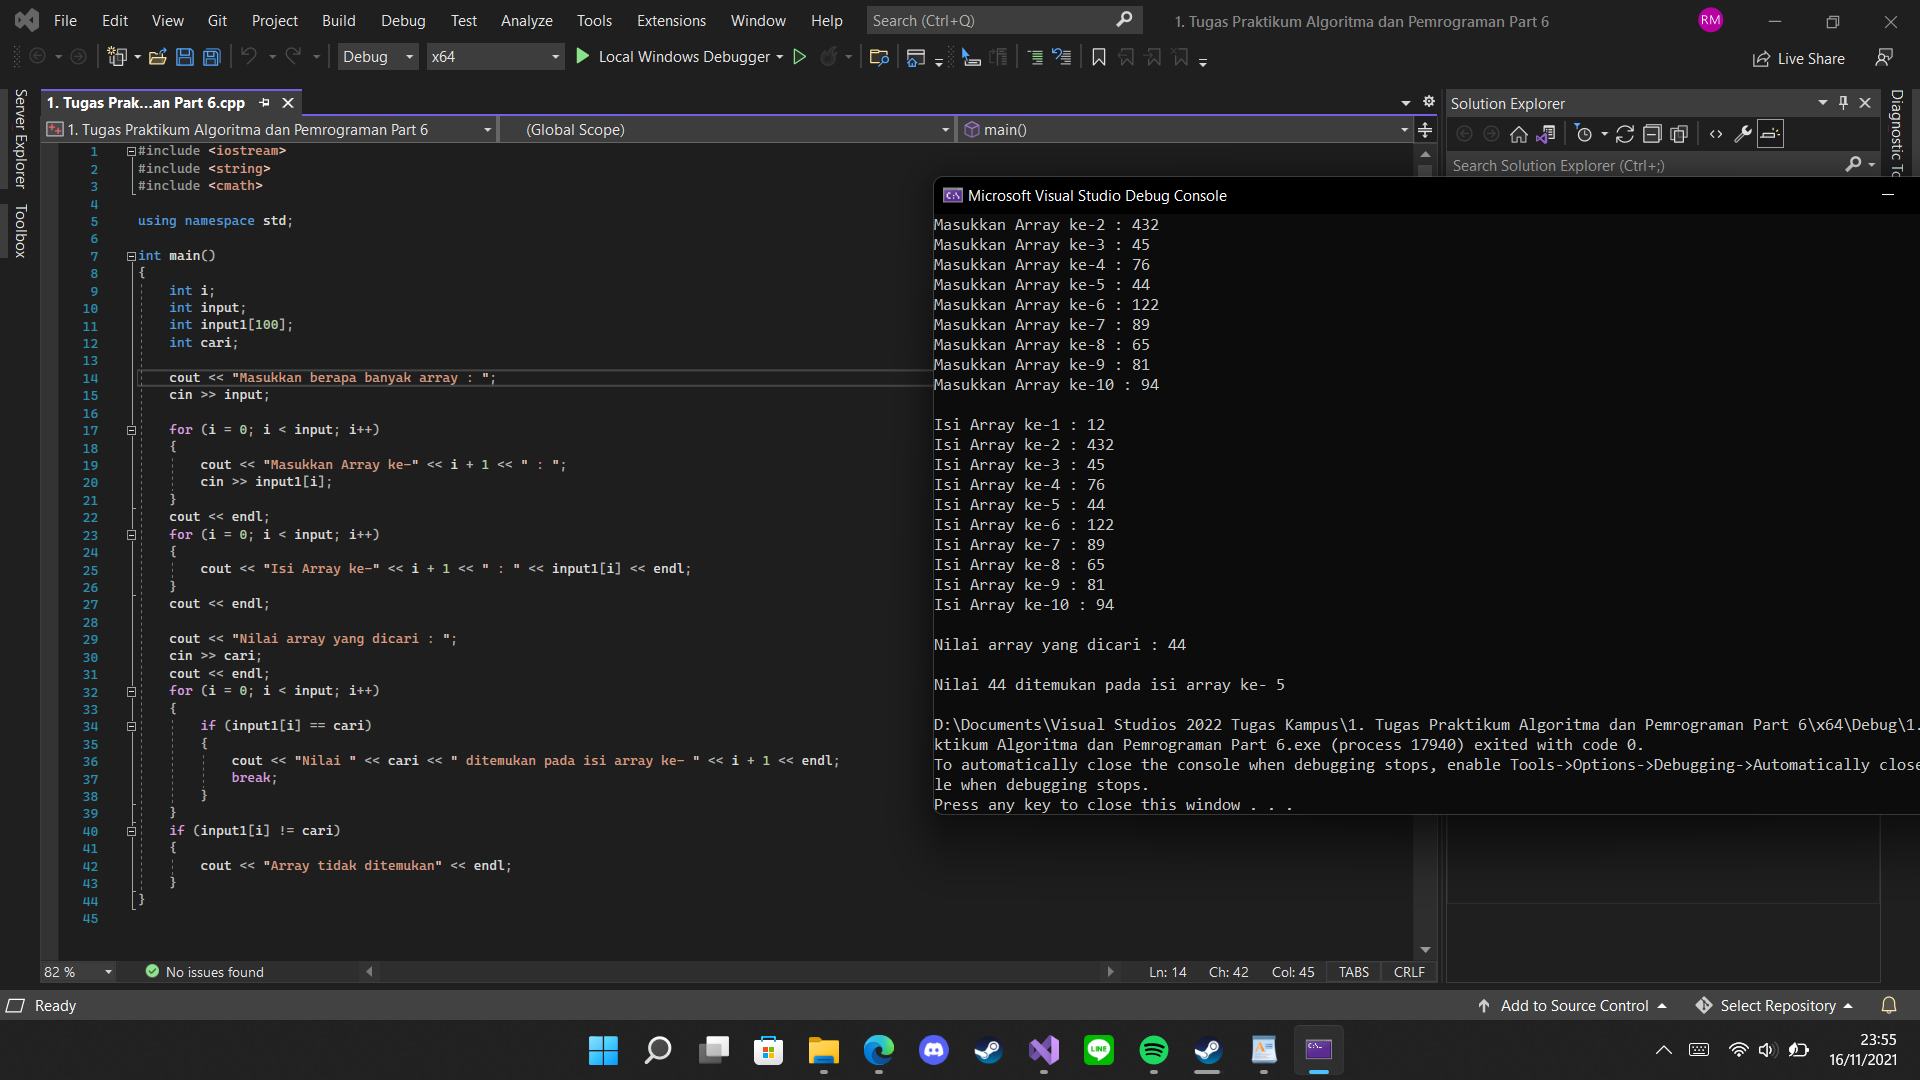 File Edit View Git Project Build Debug Test Analyze Tools Extensions Window Help Search (Ctrl+Q) 1. Tugas Praktikum Algoritma dan Pemrograman Part 6 RM
Debug x64 Local Windows Debugger Live Share
Server Explorer
Toolbox
1. Tugas Prak...an Part 6.cpp
1. Tugas Praktikum Algoritma dan Pemrograman Part 6 (Global Scope) main()
1 #include <iostream>
2 #include <string>
3 #include <cmath>
4
5 using namespace std;
6
7 int main()
8 {
9 int i;
10 int input;
11 int input1[100];
12 int cari;
13
14 cout << "Masukkan berapa banyak array : ";
15 cin >> input;
16
17 for (i = 0; i < input; i++)
18 {
19 cout << "Masukkan Array ke-" << i + 1 << " : ";
20 cin >> input1[i];
21 }
22 cout << endl;
23 for (i = 0; i < input; i++)
24 {
25 cout << "Isi Array ke-" << i + 1 << " : " << input1[i] << endl;
26 }
27 cout << endl;
28
29 cout << "Nilai array yang dicari : ";
30 cin >> cari;
31 cout << endl;
32 for (i = 0; i < input; i++)
33 {
34 if (input1[i] == cari)
35 {
36 cout << "Nilai " << cari << " ditemukan pada isi array ke- " << i + 1 << endl;
37 break;
38 }
39 }
40 if (input1[i] != cari)
41 {
42 cout << "Array tidak ditemukan" << endl;
43 }
44 }
45
82 % No issues found Ln: 14 Ch: 42 Col: 45 TABS CRLF
Solution Explorer
Search Solution Explorer (Ctrl+;)
Diagnostic To
Microsoft Visual Studio Debug Console
Masukkan Array ke-2 : 432
Masukkan Array ke-3 : 45
Masukkan Array ke-4 : 76
Masukkan Array ke-5 : 44
Masukkan Array ke-6 : 122
Masukkan Array ke-7 : 89
Masukkan Array ke-8 : 65
Masukkan Array ke-9 : 81
Masukkan Array ke-10 : 94
Isi Array ke-1 : 12
Isi Array ke-2 : 432
Isi Array ke-3 : 45
Isi Array ke-4 : 76
Isi Array ke-5 : 44
Isi Array ke-6 : 122
Isi Array ke-7 : 89
Isi Array ke-8 : 65
Isi Array ke-9 : 81
Isi Array ke-10 : 94
Nilai array yang dicari : 44
Nilai 44 ditemukan pada isi array ke- 5
D:\Documents\Visual Studios 2022 Tugas Kampus\1. Tugas Praktikum Algoritma dan Pemrograman Part 6\x64\Debug\1.
ktikum Algoritma dan Pemrograman Part 6.exe (process 17940) exited with code 0.
To automatically close the console when debugging stops, enable Tools->Options->Debugging->Automatically close
le when debugging stops.
Press any key to close this window . . .
Ready Add to Source Control Select Repository
LINE
23:55
16/11/2021